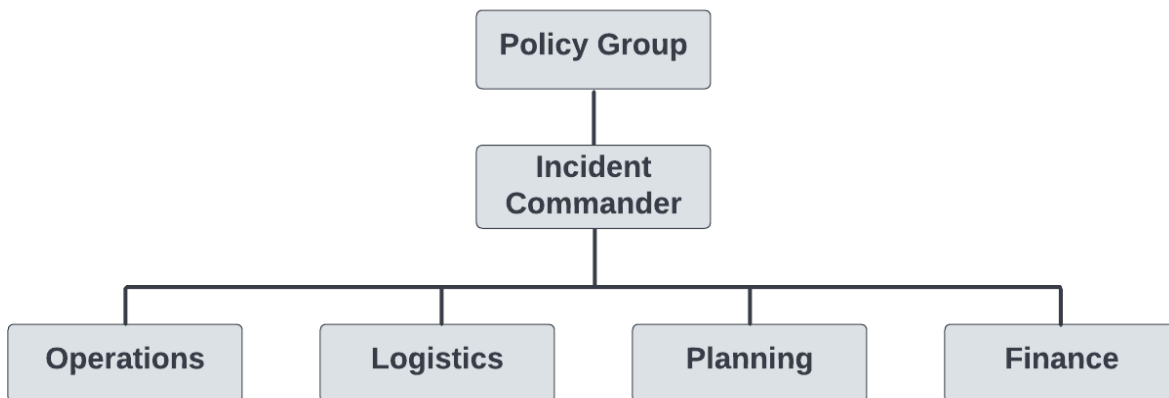 Policy Group
Incident
Commander
Operations
Logistics
Planning
Finance